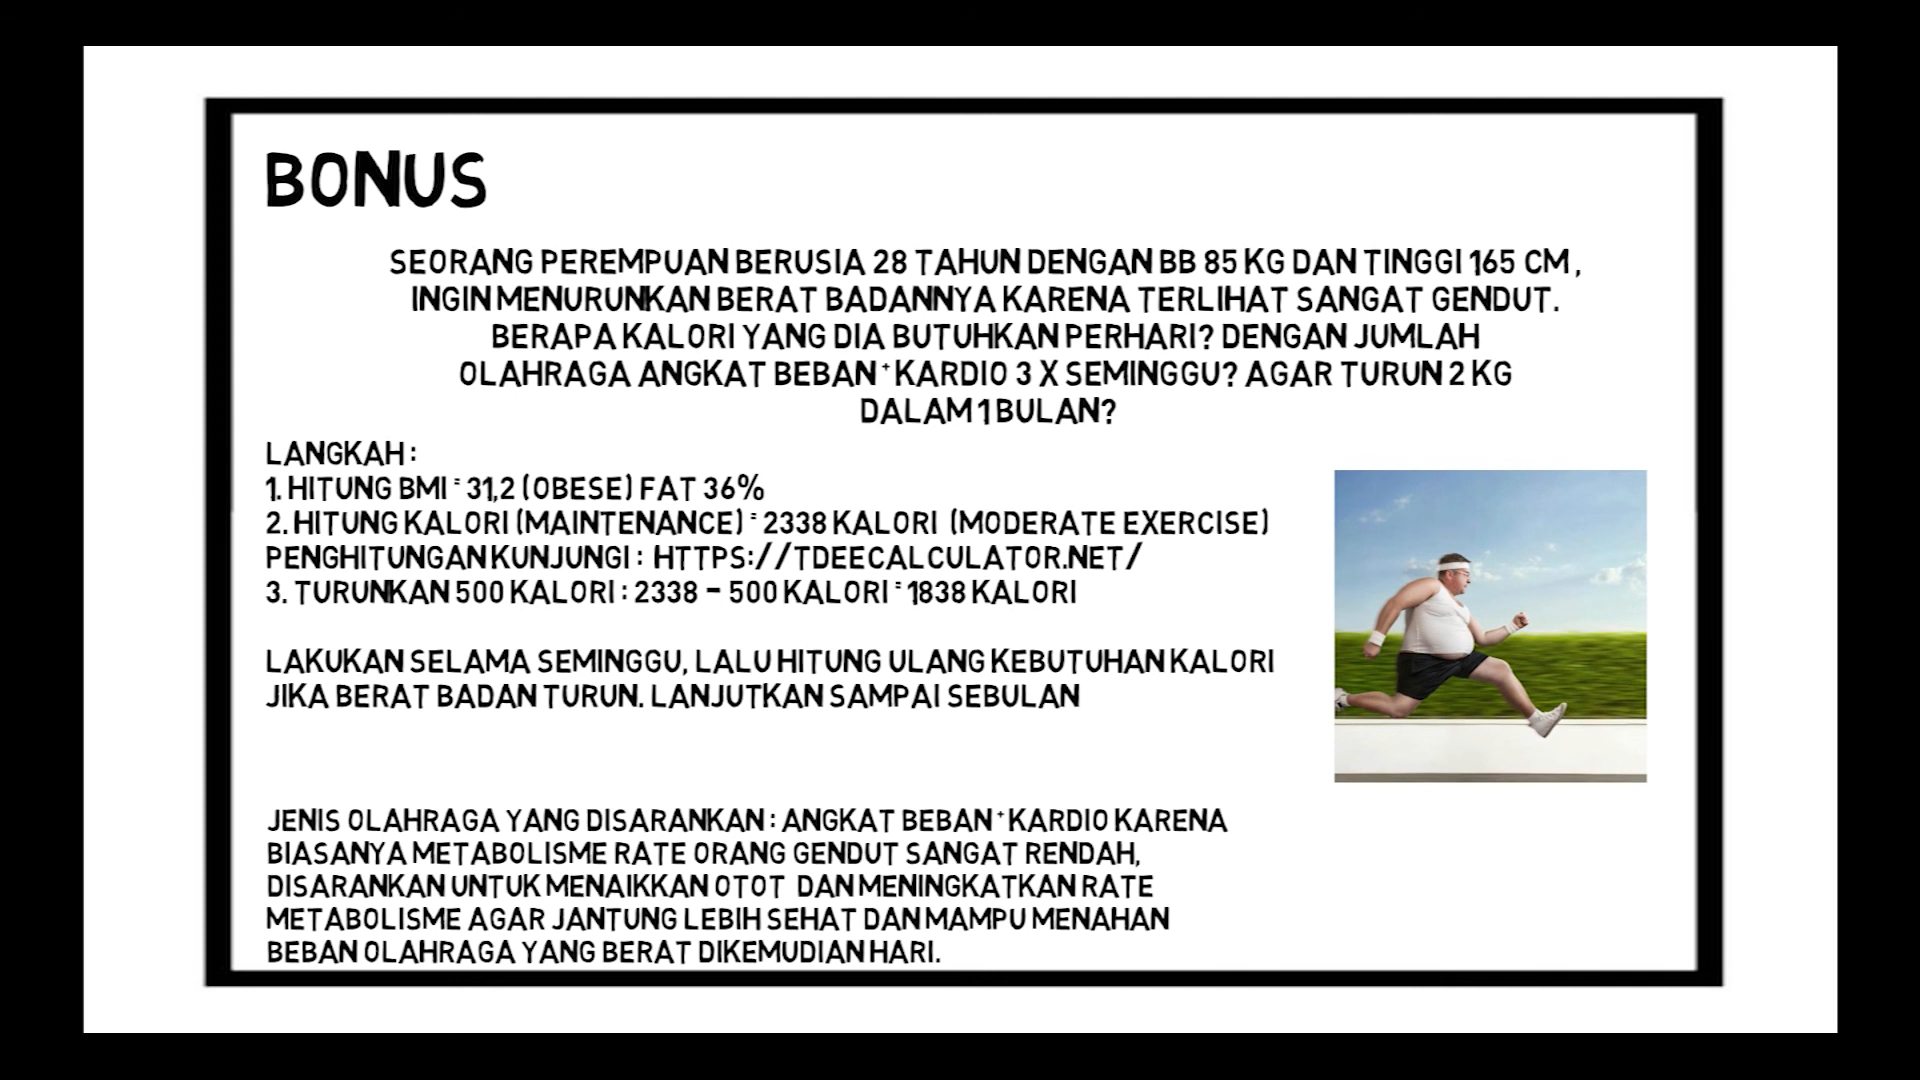 BONUS
SEORANG PEREMPUAN BERUSIA 28 TAHUN DENGAN BB 85 KG DAN TINGGI 165 CM,
INGIN MENURUNKAN BERAT BADANNYA KARENA TERLIHAT SANGAT GENDUT.
BERAPA KALORI YANG DIA BUTUHKAN PERHARI? DENGAN JUMLAH
OLAHRAGA ANGKAT BEBAN + KARDIO 3 X SEMINGGU? AGAR TURUN 2 KG
DALAM 1 BULAN?
LANGKAH :
1. HITUNG BMI = 31,2 (OBESE) FAT 36%
2. HITUNG KALORI (MAINTENANCE) = 2338 KALORI (MODERATE EXERCISE)
PENGHITUNGAN KUNJUNGI : HTTPS://TDEECALCULATOR.NET/
3. TURUNKAN 500 KALORI : 2338 - 500 KALORI = 1838 KALORI
LAKUKAN SELAMA SEMINGGU, LALU HITUNG ULANG KEBUTUHAN KALORI
JIKA BERAT BADAN TURUN. LANJUTKAN SAMPAI SEBULAN
JENIS OLAHRAGA YANG DISARANKAN : ANGKAT BEBAN + KARDIO KARENA
BIASANYA METABOLISME RATE ORANG GENDUT SANGAT RENDAH,
DISARANKAN UNTUK MENAIKKAN OTOT DAN MENINGKATKAN RATE
METABOLISME AGAR JANTUNG LEBIH SEHAT DAN MAMPU MENAHAN
BEBAN OLAHRAGA YANG BERAT DIKEMUDIAN HARI.